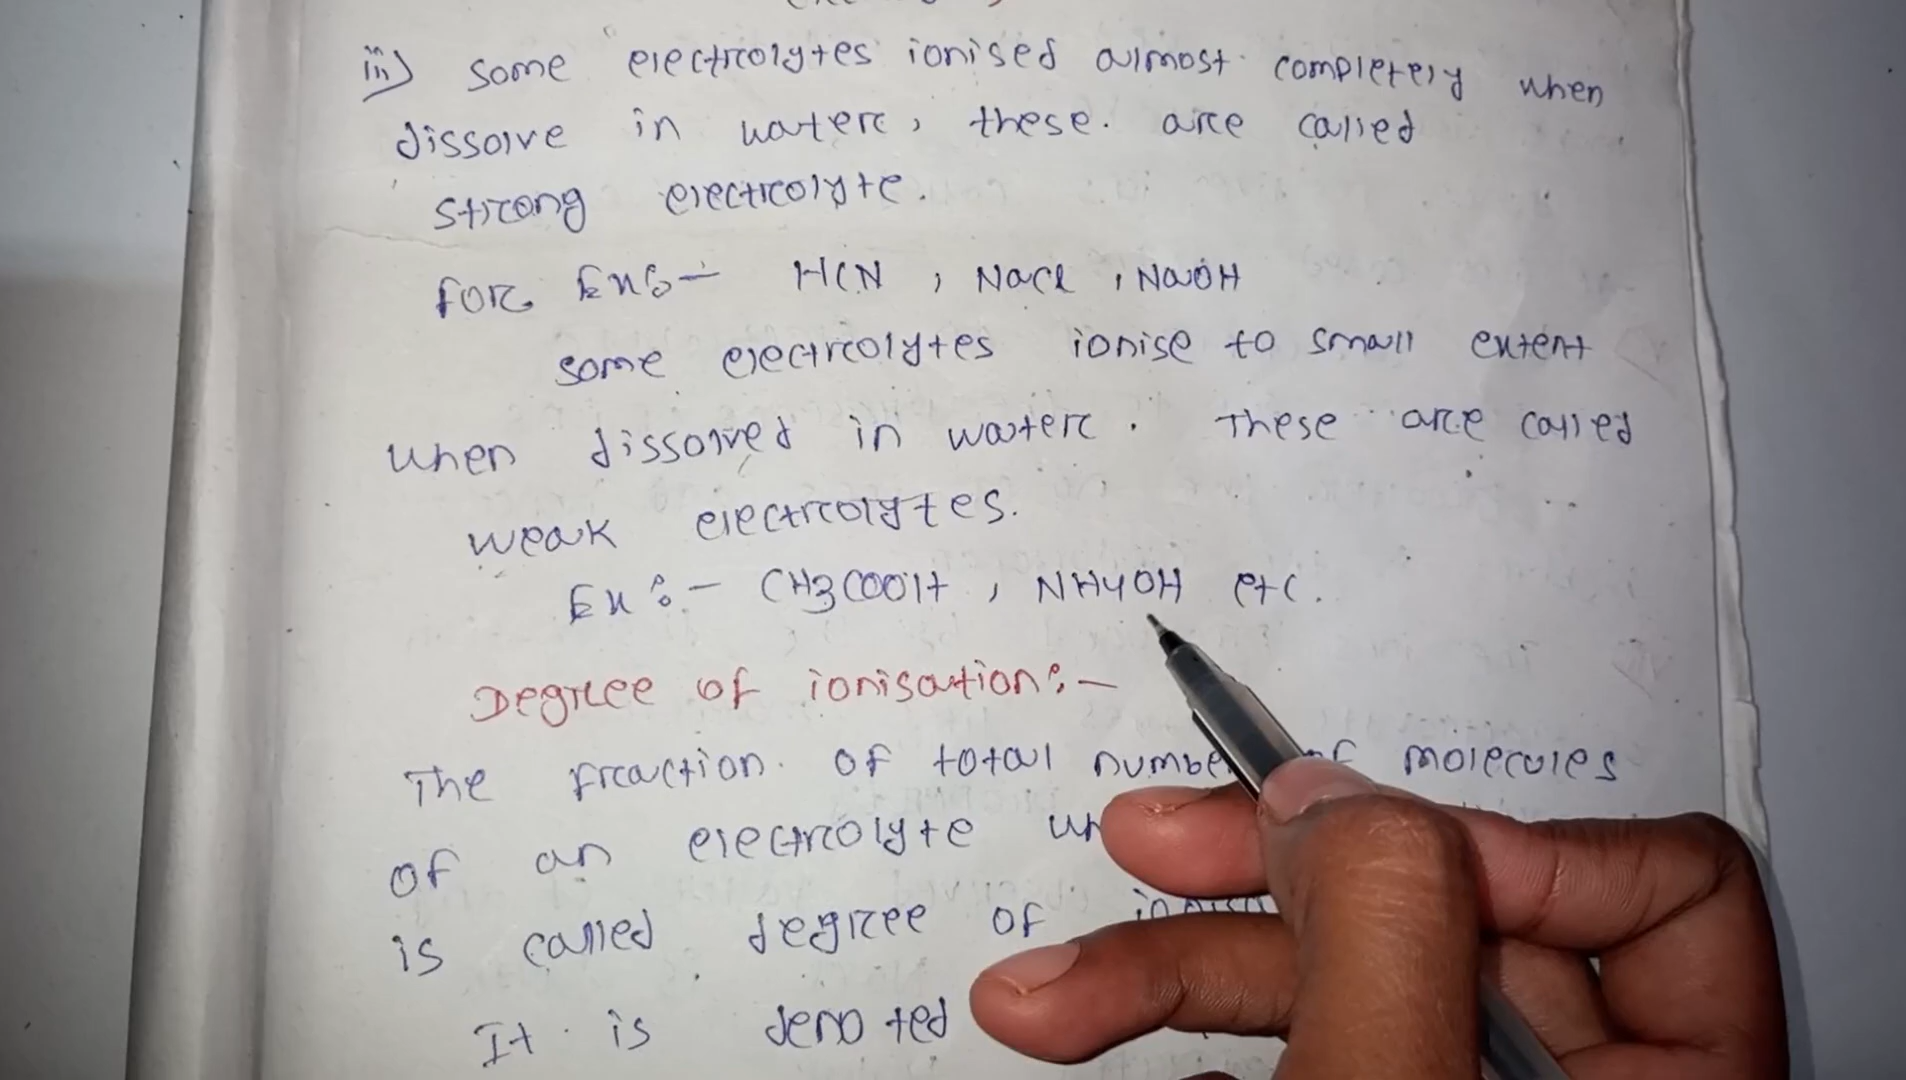 iii) some electrolytes ionised almost completely when
dissolve in water, these are called
strong electrolyte.
for Ex:- HCN, NaCl, NaOH
some electrolytes ionise to small extent
when dissolved in water. These are called
weak electrolytes.
Ex:- CH3COOH, NH4OH etc.
Degree of ionisation:-
The fraction of total number of molecules
of an electrolyte
is called degree of
It is denoted